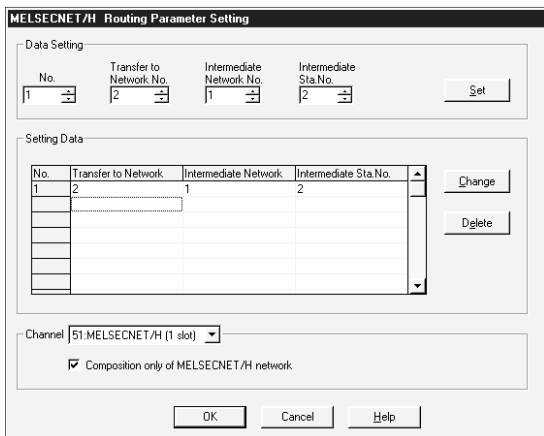 MELSECNET/H Routing Parameter Setting
Data Setting
No.
Transfer to
Network No.
Intermediate
Network No.
Intermediate
Sta.No.
1
2
1
2
Set
Setting Data
No. Transfer to Network Intermediate Network Intermediate Sta.No.
1 2 1 2
Change
Delete
Channel 51:MELSECNET/H (1 slot)
Composition only of MELSECNET/H network
OK Cancel Help